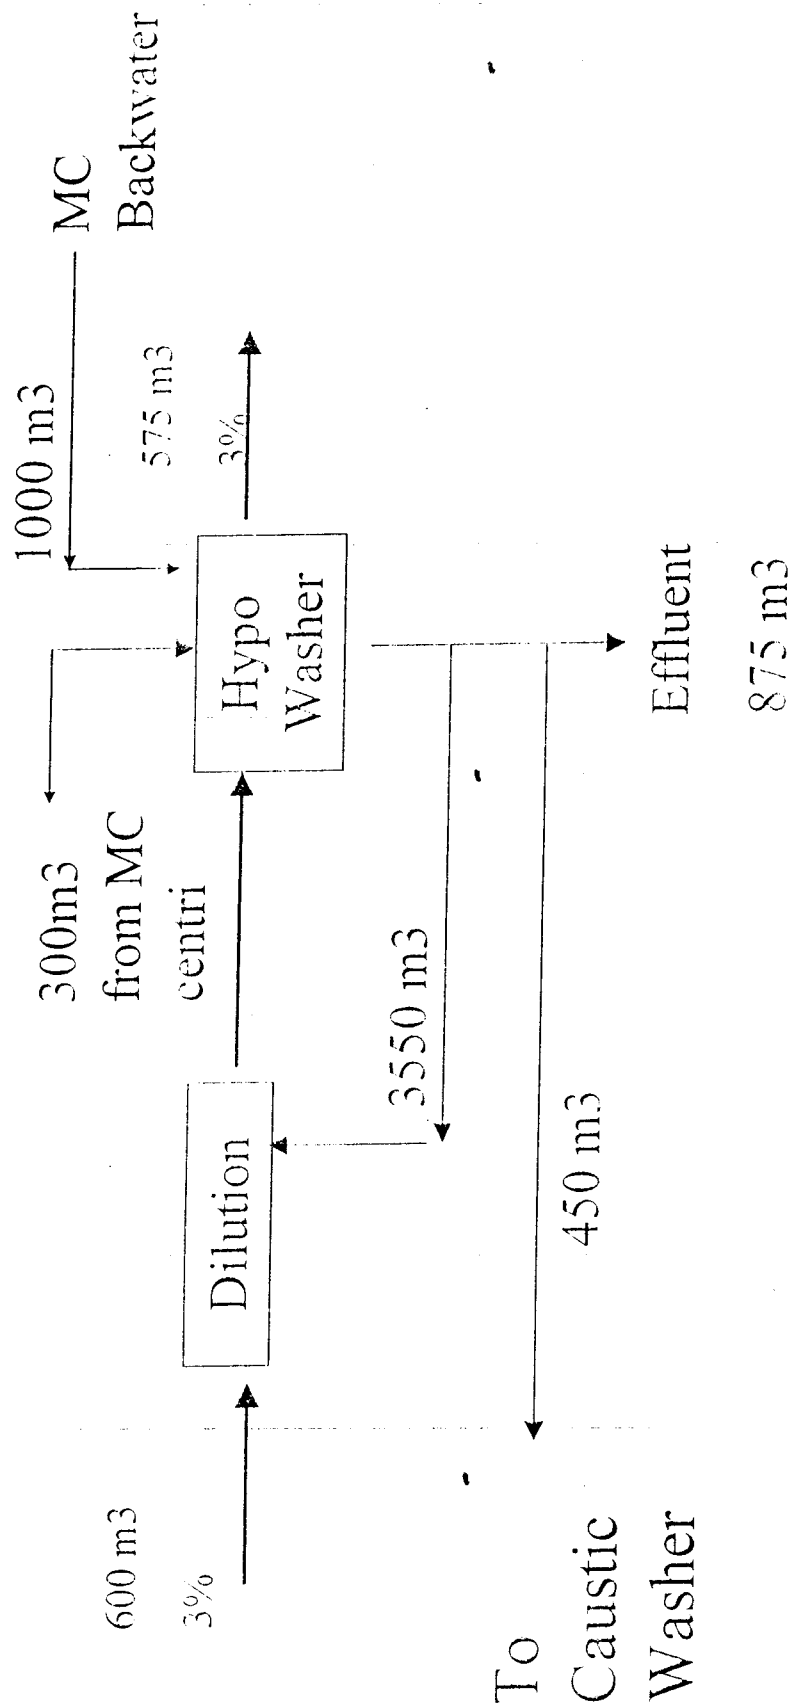 MC
Backwater
1000 m3
575 m3
3%
300m3
from MC
centri
Hypo
Washer
Dilution
600 m3
3%
3550 m3
450 m3
To
Caustic
Washer
Effluent
875 m3